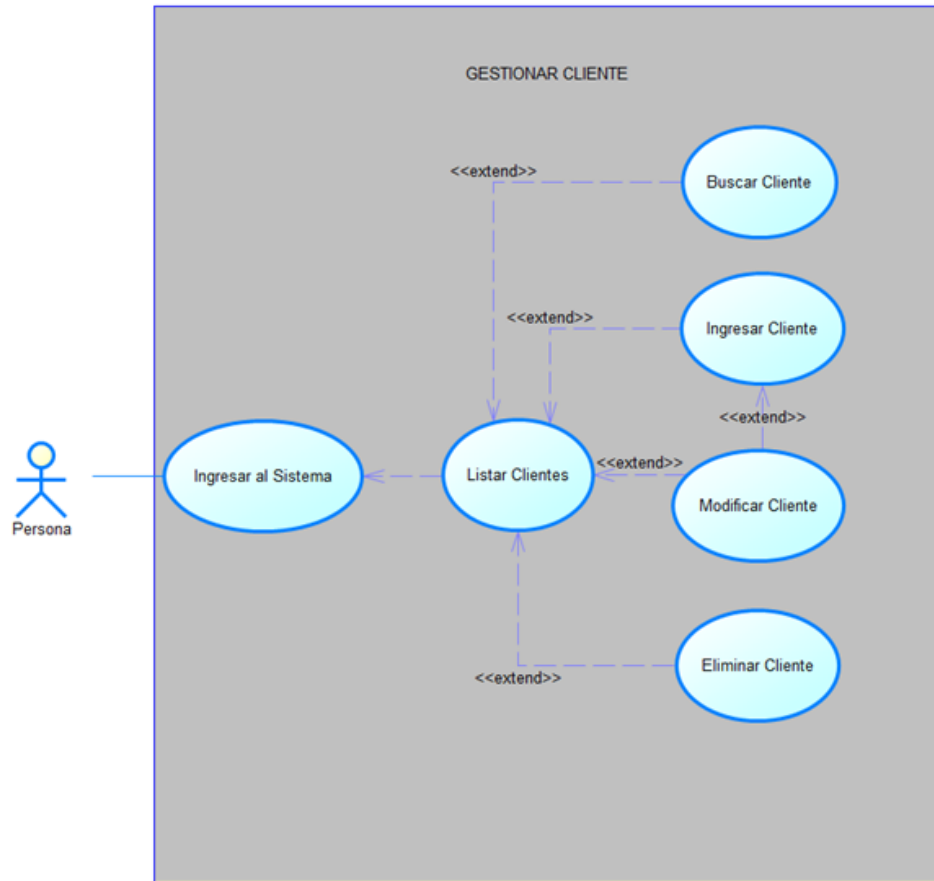 GESTIONAR CLIENTE
<<extend>>
Buscar Cliente
<<extend>>
Ingresar Cliente
<<extend>>
Ingresar al Sistema
Listar Clientes
<<extend>>
Modificar Cliente
Persona
Eliminar Cliente
<<extend>>